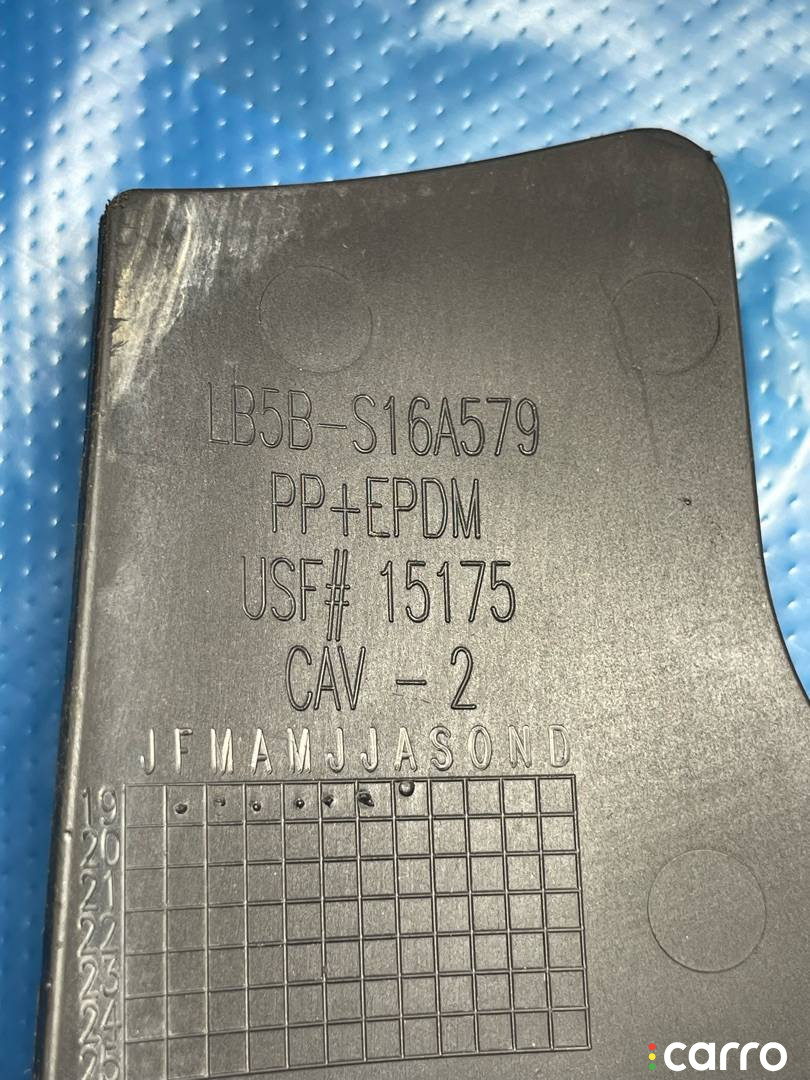 LB5B-S16A579
PP+EPDM
USF# 15175
CAV - 2
JFMAMJJASOND
19
20
21
22
23
24
25
carro